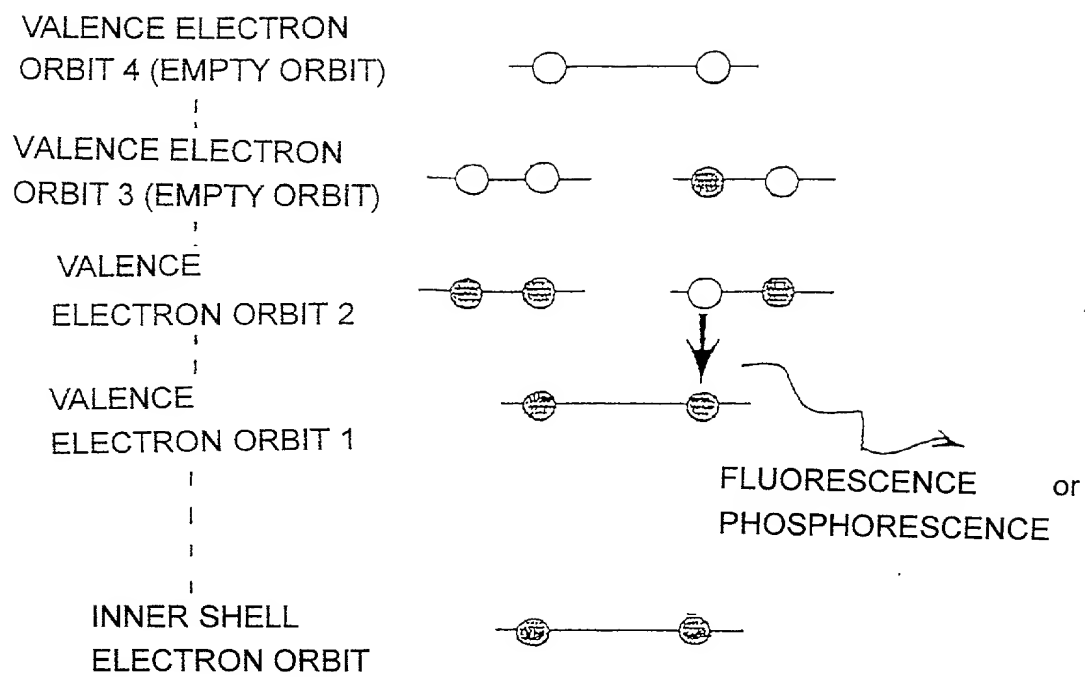 VALENCE ELECTRON
ORBIT 4 (EMPTY ORBIT)
VALENCE ELECTRON
ORBIT 3 (EMPTY ORBIT)
VALENCE
ELECTRON ORBIT 2
VALENCE
ELECTRON ORBIT 1
FLUORESCENCE or
PHOSPHORESCENCE
INNER SHELL
ELECTRON ORBIT